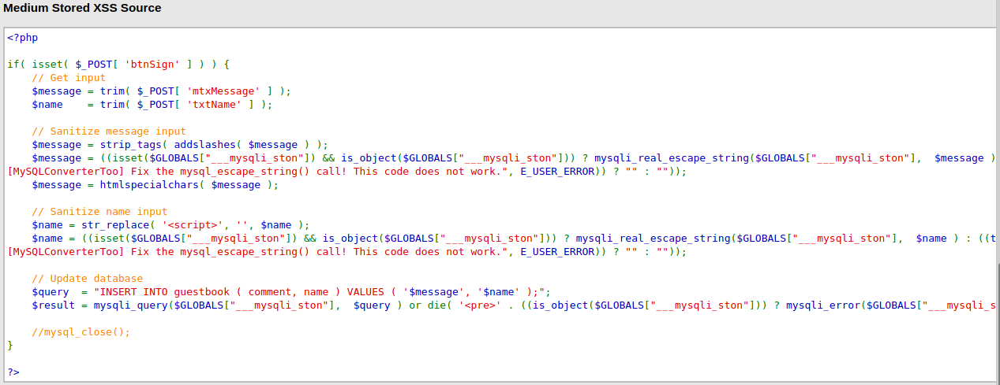 Medium Stored XSS Source
<?php
if( isset( $_POST[ 'btnSign' ] ) ) {
// Get input
$message = trim( $_POST[ 'mtxMessage' ] );
$name    = trim( $_POST[ 'txtName' ] );
// Sanitize message input
$message = strip_tags( addslashes( $message ) );
$message = ((isset($GLOBALS["___mysqli_ston"]) && is_object($GLOBALS["___mysqli_ston"])) ? mysqli_real_escape_string($GLOBALS["___mysqli_ston"],  $message )
[MySQLConverterToo] Fix the mysql_escape_string() call! This code does not work.", E_USER_ERROR)) ? "" : ""));
$message = htmlspecialchars( $message );
// Sanitize name input
$name = str_replace( '<script>', '', $name );
$name = ((isset($GLOBALS["___mysqli_ston"]) && is_object($GLOBALS["___mysqli_ston"])) ? mysqli_real_escape_string($GLOBALS["___mysqli_ston"],  $name ) : ((t
[MySQLConverterToo] Fix the mysql_escape_string() call! This code does not work.", E_USER_ERROR)) ? "" : ""));
// Update database
$query  = "INSERT INTO guestbook ( comment, name ) VALUES ( '$message', '$name' );";
$result = mysqli_query($GLOBALS["___mysqli_ston"],  $query ) or die( '<pre>' . ((is_object($GLOBALS["___mysqli_ston"])) ? mysqli_error($GLOBALS["___mysqli_s
//mysql_close();
}
?>